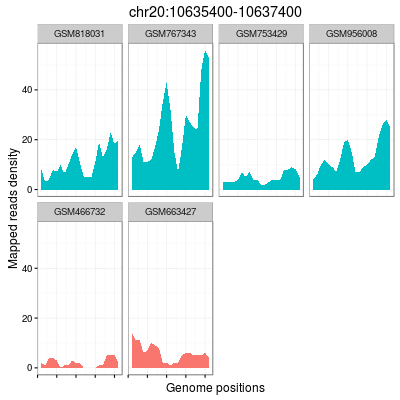 chr20:10635400-10637400
GSM818031 GSM767343 GSM753429 GSM956008
40
20
0
GSM466732 GSM663427
40
20
0
Mapped reads density
Genome positions